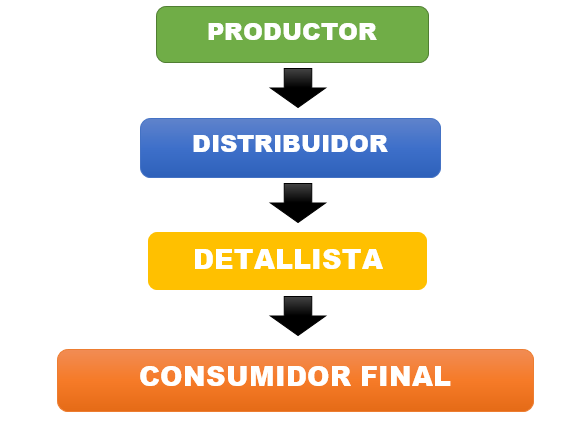 PRODUCTOR
DISTRIBUIDOR
DETALLISTA
CONSUMIDOR FINAL